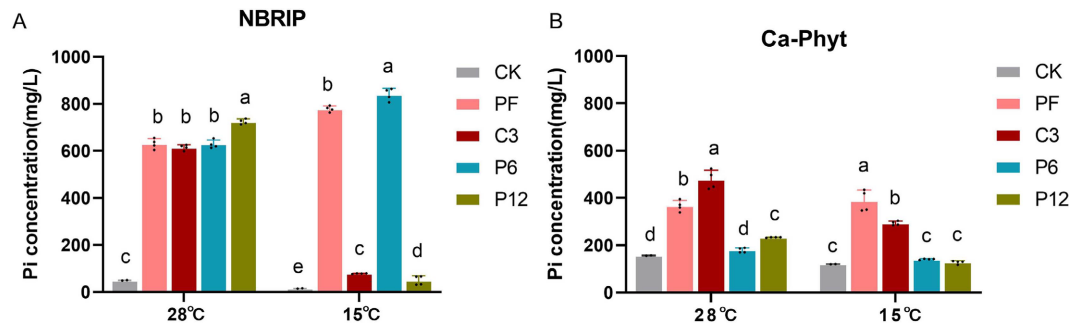 A
NBRIP
Pi concentration(mg/L)
1000
800
600
400
200
0
c
b
b
b
a
e
b
c
a
d
28℃
15℃
CK
PF
C3
P6
P12
B
Ca-Phyt
Pi concentration(mg/L)
1000
800
600
400
200
0
d
b
a
d
c
c
a
b
c
c
28℃
15℃
CK
PF
C3
P6
P12